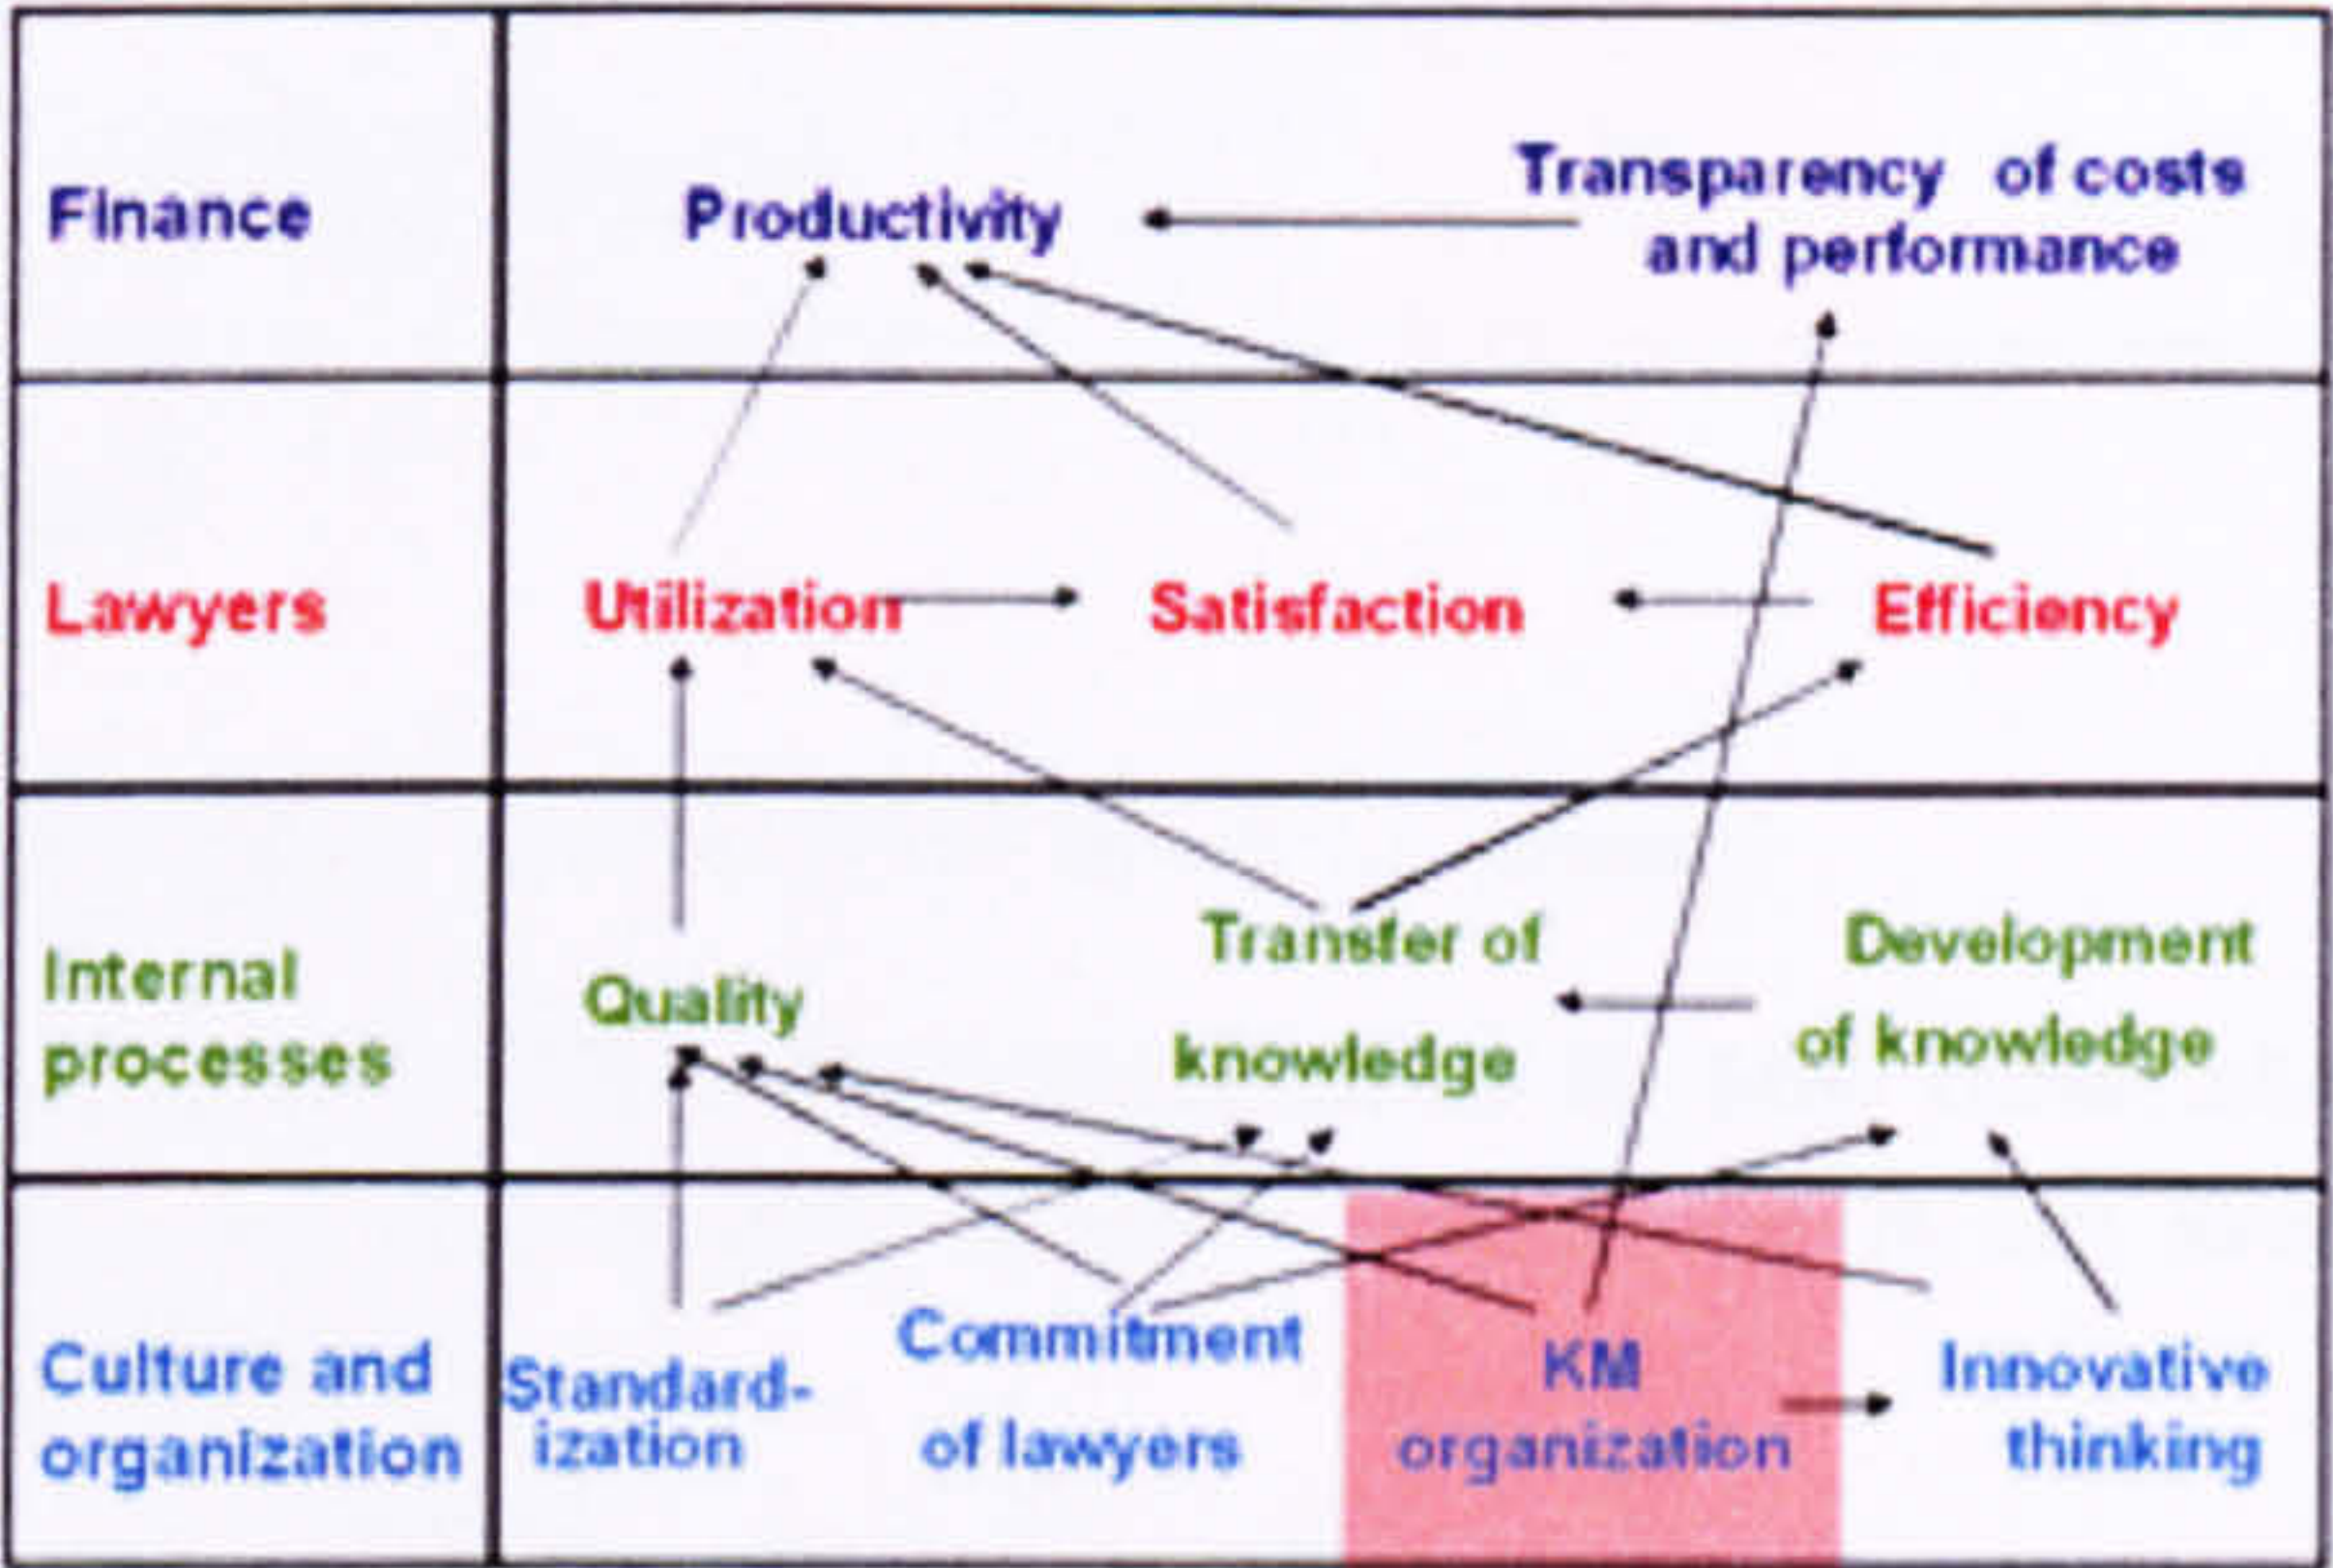 Finance
Productivity
Transparency of costs
and performance
Lawyers
Utilization
Satisfaction
Efficiency
Internal
processes
Quality
Transfer of
knowledge
Development
of knowledge
Culture and
organization
Standard-
ization
Commitment
of lawyers
KM
organization
Innovative
thinking